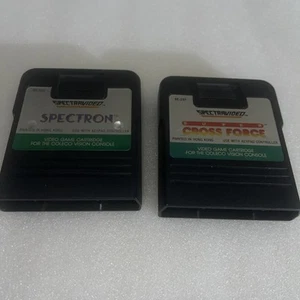 SPECTRAVIDEO
SPECTRON
VIDEO GAME CARTRIDGE
FOR THE COLECO VISION CONSOLE
SPECTRAVIDEO
SUPER
CROSS FORCE
VIDEO GAME CARTRIDGE
FOR THE COLECO VISION CONSOLE